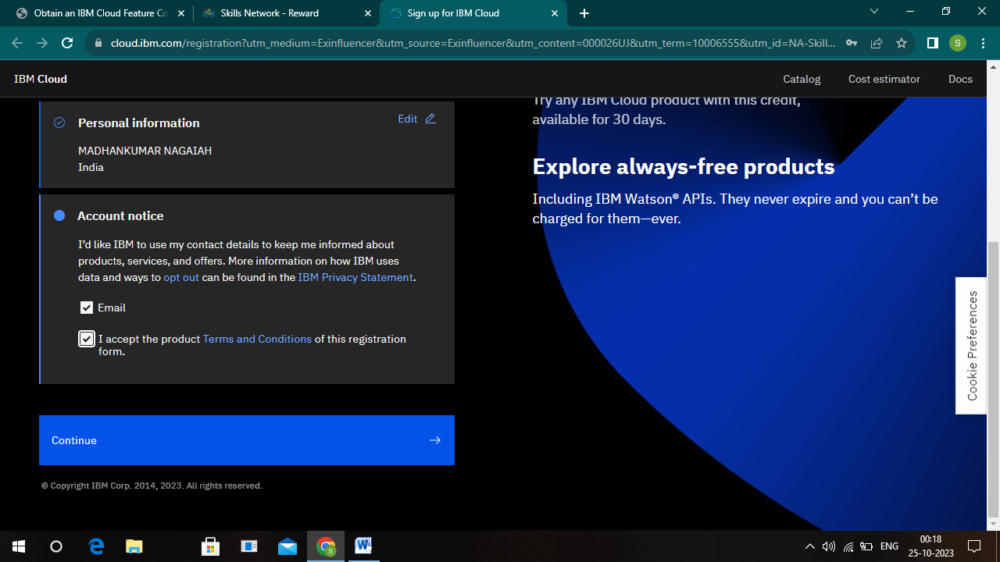 Obtain an IBM Cloud Feature Co
Skills Network - Reward
Sign up for IBM Cloud
cloud.ibm.com/registration?utm_medium=Exinfluencer&utm_source=Exinfluencer&utm_content=000026UJ&utm_term=10006555&utm_id=NA-Skill...
S
IBM Cloud
Catalog
Cost estimator
Docs
Personal information
Edit
MADHANKUMAR NAGAIAH
India
Account notice
I'd like IBM to use my contact details to keep me informed about
products, services, and offers. More information on how IBM uses
data and ways to opt out can be found in the IBM Privacy Statement.
Email
I accept the product Terms and Conditions of this registration
form.
Continue
© Copyright IBM Corp. 2014, 2023. All rights reserved.
Try any IBM Cloud product with this credit,
available for 30 days.
Explore always-free products
Including IBM Watson® APIs. They never expire and you can't be
charged for them—ever.
Cookie Preferences
S
W
ENG
00:18
25-10-2023